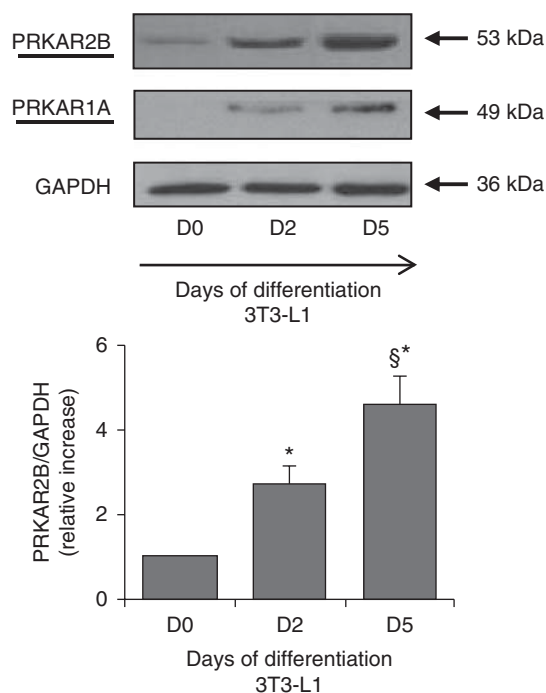 PRKAR2B 53 kDa
PRKAR1A 49 kDa
GAPDH 36 kDa
D0 D2 D5
Days of differentiation
3T3-L1
PRKAR2B/GAPDH
(relative increase)
6
4
2
0
*
§*
D0 D2 D5
Days of differentiation
3T3-L1